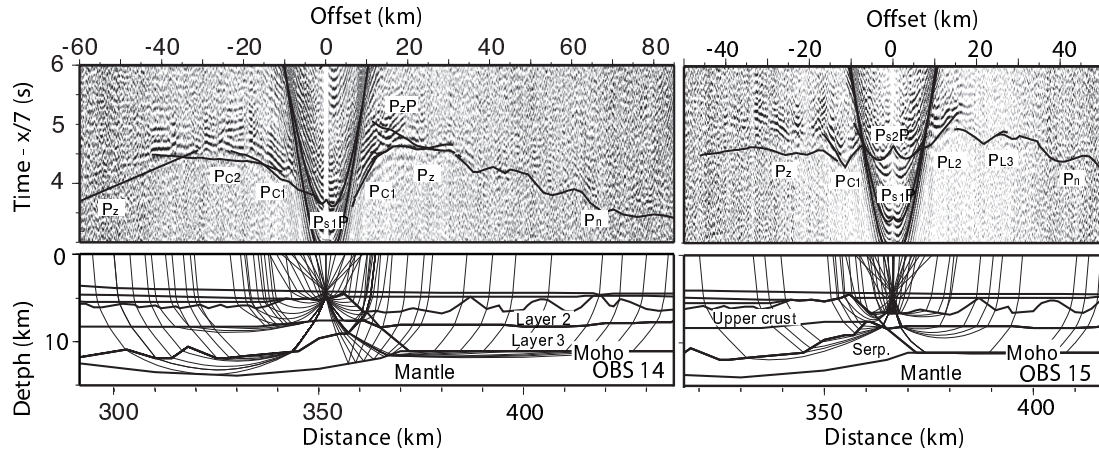 Offset (km)
-60 -40 -20 0 20 40 60 80
Time - x/7 (s)
6
5
4
PzP
PC2
PC1
Pz
Ps1P
PC1
Pz
Pn
Offset (km)
-40 -20 0 20 40
Ps2P
Pz
PC1
Ps1P
PL2
PL3
Pn
Detph (km)
0
10
Layer 2
Layer 3
Moho
Mantle
OBS 14
300 350 400
Distance (km)
Upper crust
Serp.
Moho
Mantle
OBS 15
350 400
Distance (km)